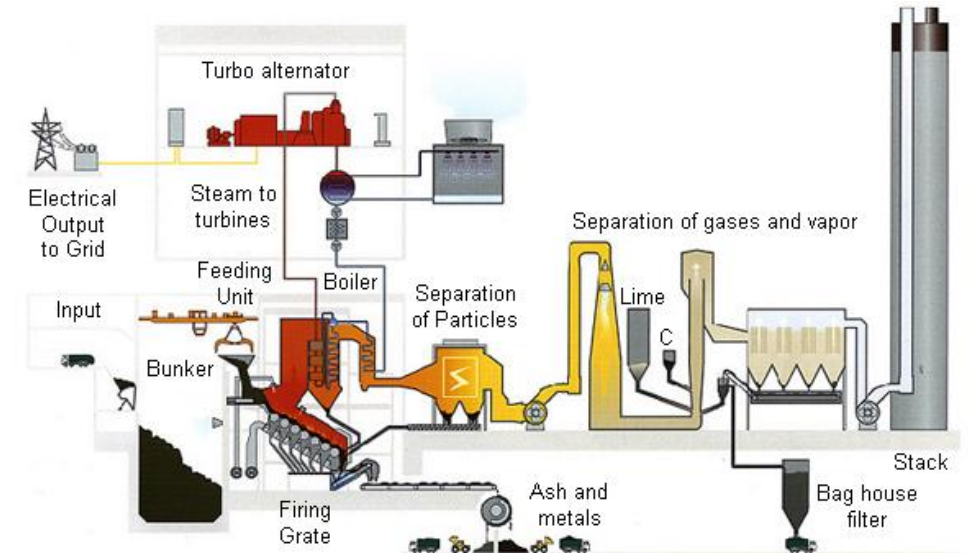 Turbo alternator
Electrical
Output
to Grid
Steam to
turbines
Separation of gases and vapor
Feeding
Unit
Boiler
Input
Separation
of Particles
Lime
C
Bunker
Stack
Firing
Grate
Ash and
metals
Bag house
filter